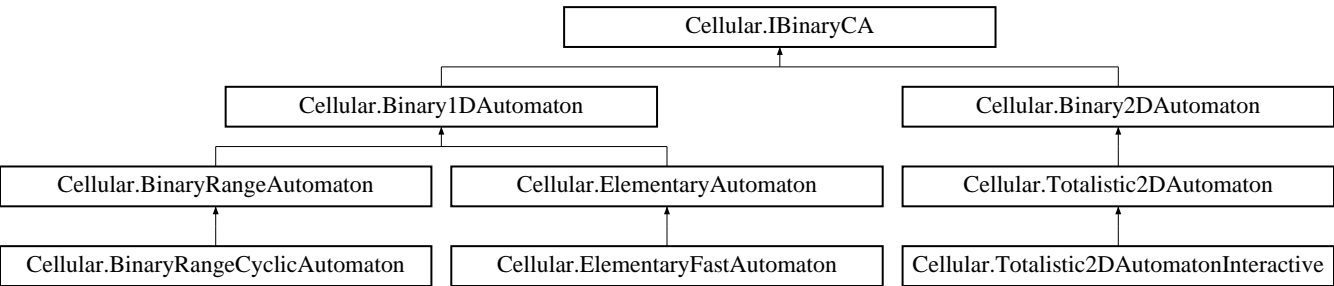 Cellular.IBinaryCA
Cellular.Binary1DAutomaton
Cellular.Binary2DAutomaton
Cellular.BinaryRangeAutomaton
Cellular.ElementaryAutomaton
Cellular.Totalistic2DAutomaton
Cellular.BinaryRangeCyclicAutomaton
Cellular.ElementaryFastAutomaton
Cellular.Totalistic2DAutomatonInteractive